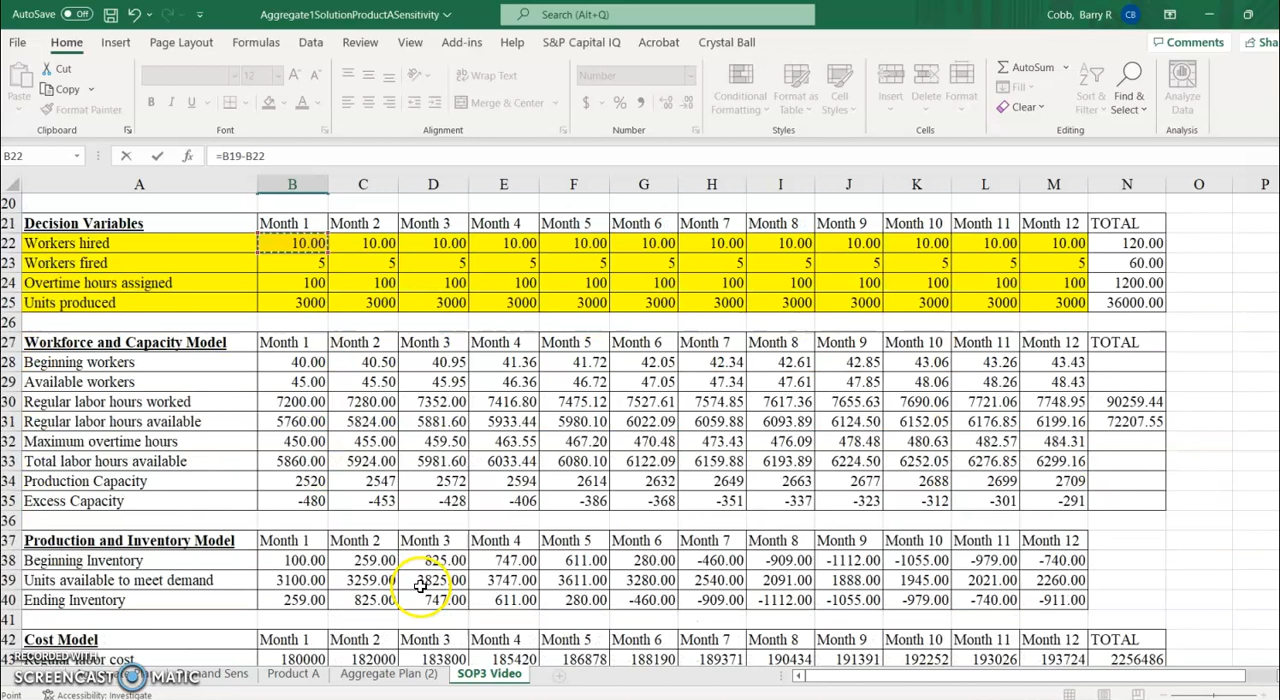 AutoSave Off AggregateISolutionProductASensitivity Search (Alt+Q) Cobb, Barry R CB
File Home Insert Page Layout Formulas Data Review View Add-ins Help S&P Capital IQ Acrobat Crystal Ball Comments Sha
Paste Cut Copy Format Painter 12 Wrap Text Merge & Center Number Conditional Formatting Format as Table Cell Styles Insert Delete Format AutoSum Fill Clear Sort & Filter Find & Select Analyze Data
Clipboard Font Alignment Number Styles Cells Editing Analysis
B22 =B19-B22
A B C D E F G H I J K L M N O P
20
21 Decision Variables Month 1 Month 2 Month 3 Month 4 Month 5 Month 6 Month 7 Month 8 Month 9 Month 10 Month 11 Month 12 TOTAL
22 Workers hired 10.00 10.00 10.00 10.00 10.00 10.00 10.00 10.00 10.00 10.00 10.00 10.00 120.00
23 Workers fired 5 5 5 5 5 5 5 5 5 5 5 5 60.00
24 Overtime hours assigned 100 100 100 100 100 100 100 100 100 100 100 100 1200.00
25 Units produced 3000 3000 3000 3000 3000 3000 3000 3000 3000 3000 3000 3000 36000.00
26
27 Workforce and Capacity Model Month 1 Month 2 Month 3 Month 4 Month 5 Month 6 Month 7 Month 8 Month 9 Month 10 Month 11 Month 12 TOTAL
28 Beginning workers 40.00 40.50 40.95 41.36 41.72 42.05 42.34 42.61 42.85 43.06 43.26 43.43
29 Available workers 45.00 45.50 45.95 46.36 46.72 47.05 47.34 47.61 47.85 48.06 48.26 48.43
30 Regular labor hours worked 7200.00 7280.00 7352.00 7416.80 7475.12 7527.61 7574.85 7617.36 7655.63 7690.06 7721.06 7748.95 90259.44
31 Regular labor hours available 5760.00 5824.00 5881.60 5933.44 5980.10 6022.09 6059.88 6093.89 6124.50 6152.05 6176.85 6199.16 72207.55
32 Maximum overtime hours 450.00 455.00 459.50 463.55 467.20 470.48 473.43 476.09 478.48 480.63 482.57 484.31
33 Total labor hours available 5860.00 5924.00 5981.60 6033.44 6080.10 6122.09 6159.88 6193.89 6224.50 6252.05 6276.85 6299.16
34 Production Capacity 2520 2547 2572 2594 2614 2632 2649 2663 2677 2688 2699 2709
35 Excess Capacity -480 -453 -428 -406 -386 -368 -351 -337 -323 -312 -301 -291
36
37 Production and Inventory Model Month 1 Month 2 Month 3 Month 4 Month 5 Month 6 Month 7 Month 8 Month 9 Month 10 Month 11 Month 12
38 Beginning Inventory 100.00 259.00 825.00 747.00 611.00 280.00 -460.00 -909.00 -1112.00 -1055.00 -979.00 -740.00
39 Units available to meet demand 3100.00 3259.00 3825.00 3747.00 3611.00 3280.00 2540.00 2091.00 1888.00 1945.00 2021.00 2260.00
40 Ending Inventory 259.00 825.00 747.00 611.00 280.00 -460.00 -909.00 -1112.00 -1055.00 -979.00 -740.00 -911.00
41
42 Cost Model Month 1 Month 2 Month 3 Month 4 Month 5 Month 6 Month 7 Month 8 Month 9 Month 10 Month 11 Month 12 TOTAL
43 Regular labor cost 180000 182000 183800 185420 186878 188190 189371 190434 191391 192252 193026 193724 2256486
RECORDED WITH
SCREENCAST MATIC
Sens Product A Aggregate Plan (2) SOP3 Video
Point Accessibility: Investigate